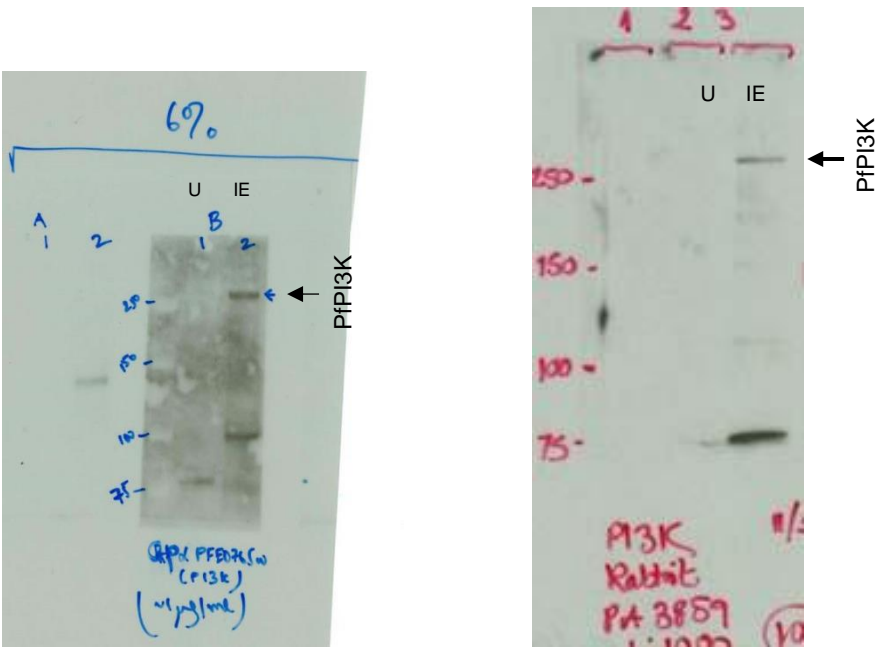 6%
U IE
A B
1 2 1 2
PfPI3K
250 -
150 -
100 -
75 -
PFE0765w
(PI3K)
1 2 3
U IE
PfPI3K
250 -
150 -
100 -
75 -
PI3K
Rabbit
PA 3859